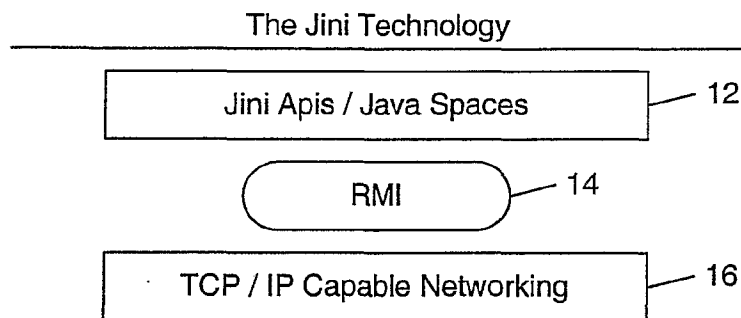 The Jini Technology
Jini Apis / Java Spaces
12
RMI
14
TCP / IP Capable Networking
16